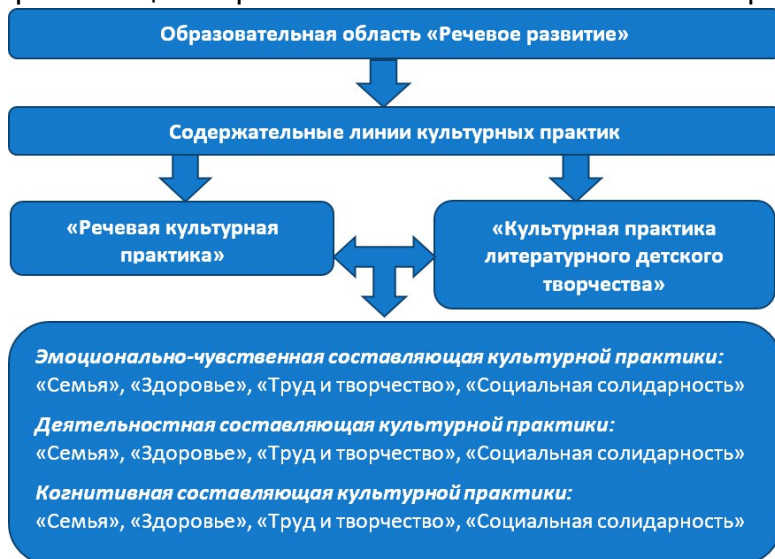 Образовательная область «Речевое развитие»
Содержательные линии культурных практик
«Речевая культурная
практика»
«Культурная практика
литературного детского
творчества»
Эмоционально-чувственная составляющая культурной практики:
«Семья», «Здоровье», «Труд и творчество», «Социальная солидарность»
Деятельностная составляющая культурной практики:
«Семья», «Здоровье», «Труд и творчество», «Социальная солидарность»
Когнитивная составляющая культурной практики:
«Семья», «Здоровье», «Труд и творчество», «Социальная солидарность»